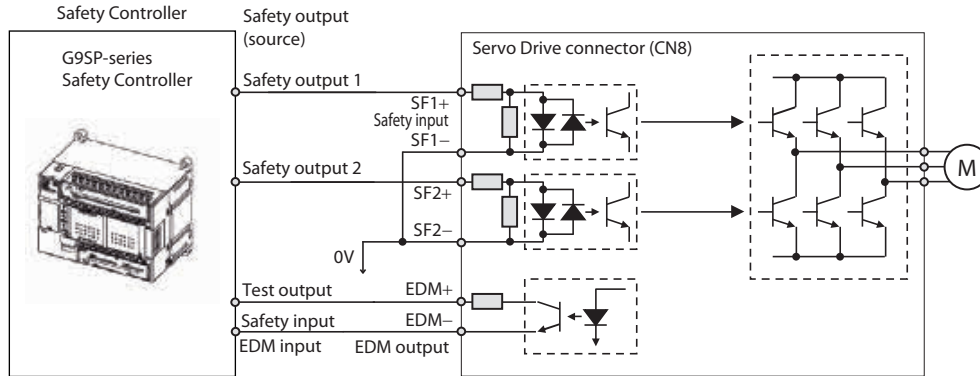 Safety Controller
Safety output
(source)
G9SP-series
Safety Controller
Servo Drive connector (CN8)
Safety output 1
SF1+
Safety input
SF1−
Safety output 2
SF2+
SF2−
0V
M
Test output
EDM+
Safety input
EDM−
EDM input
EDM output